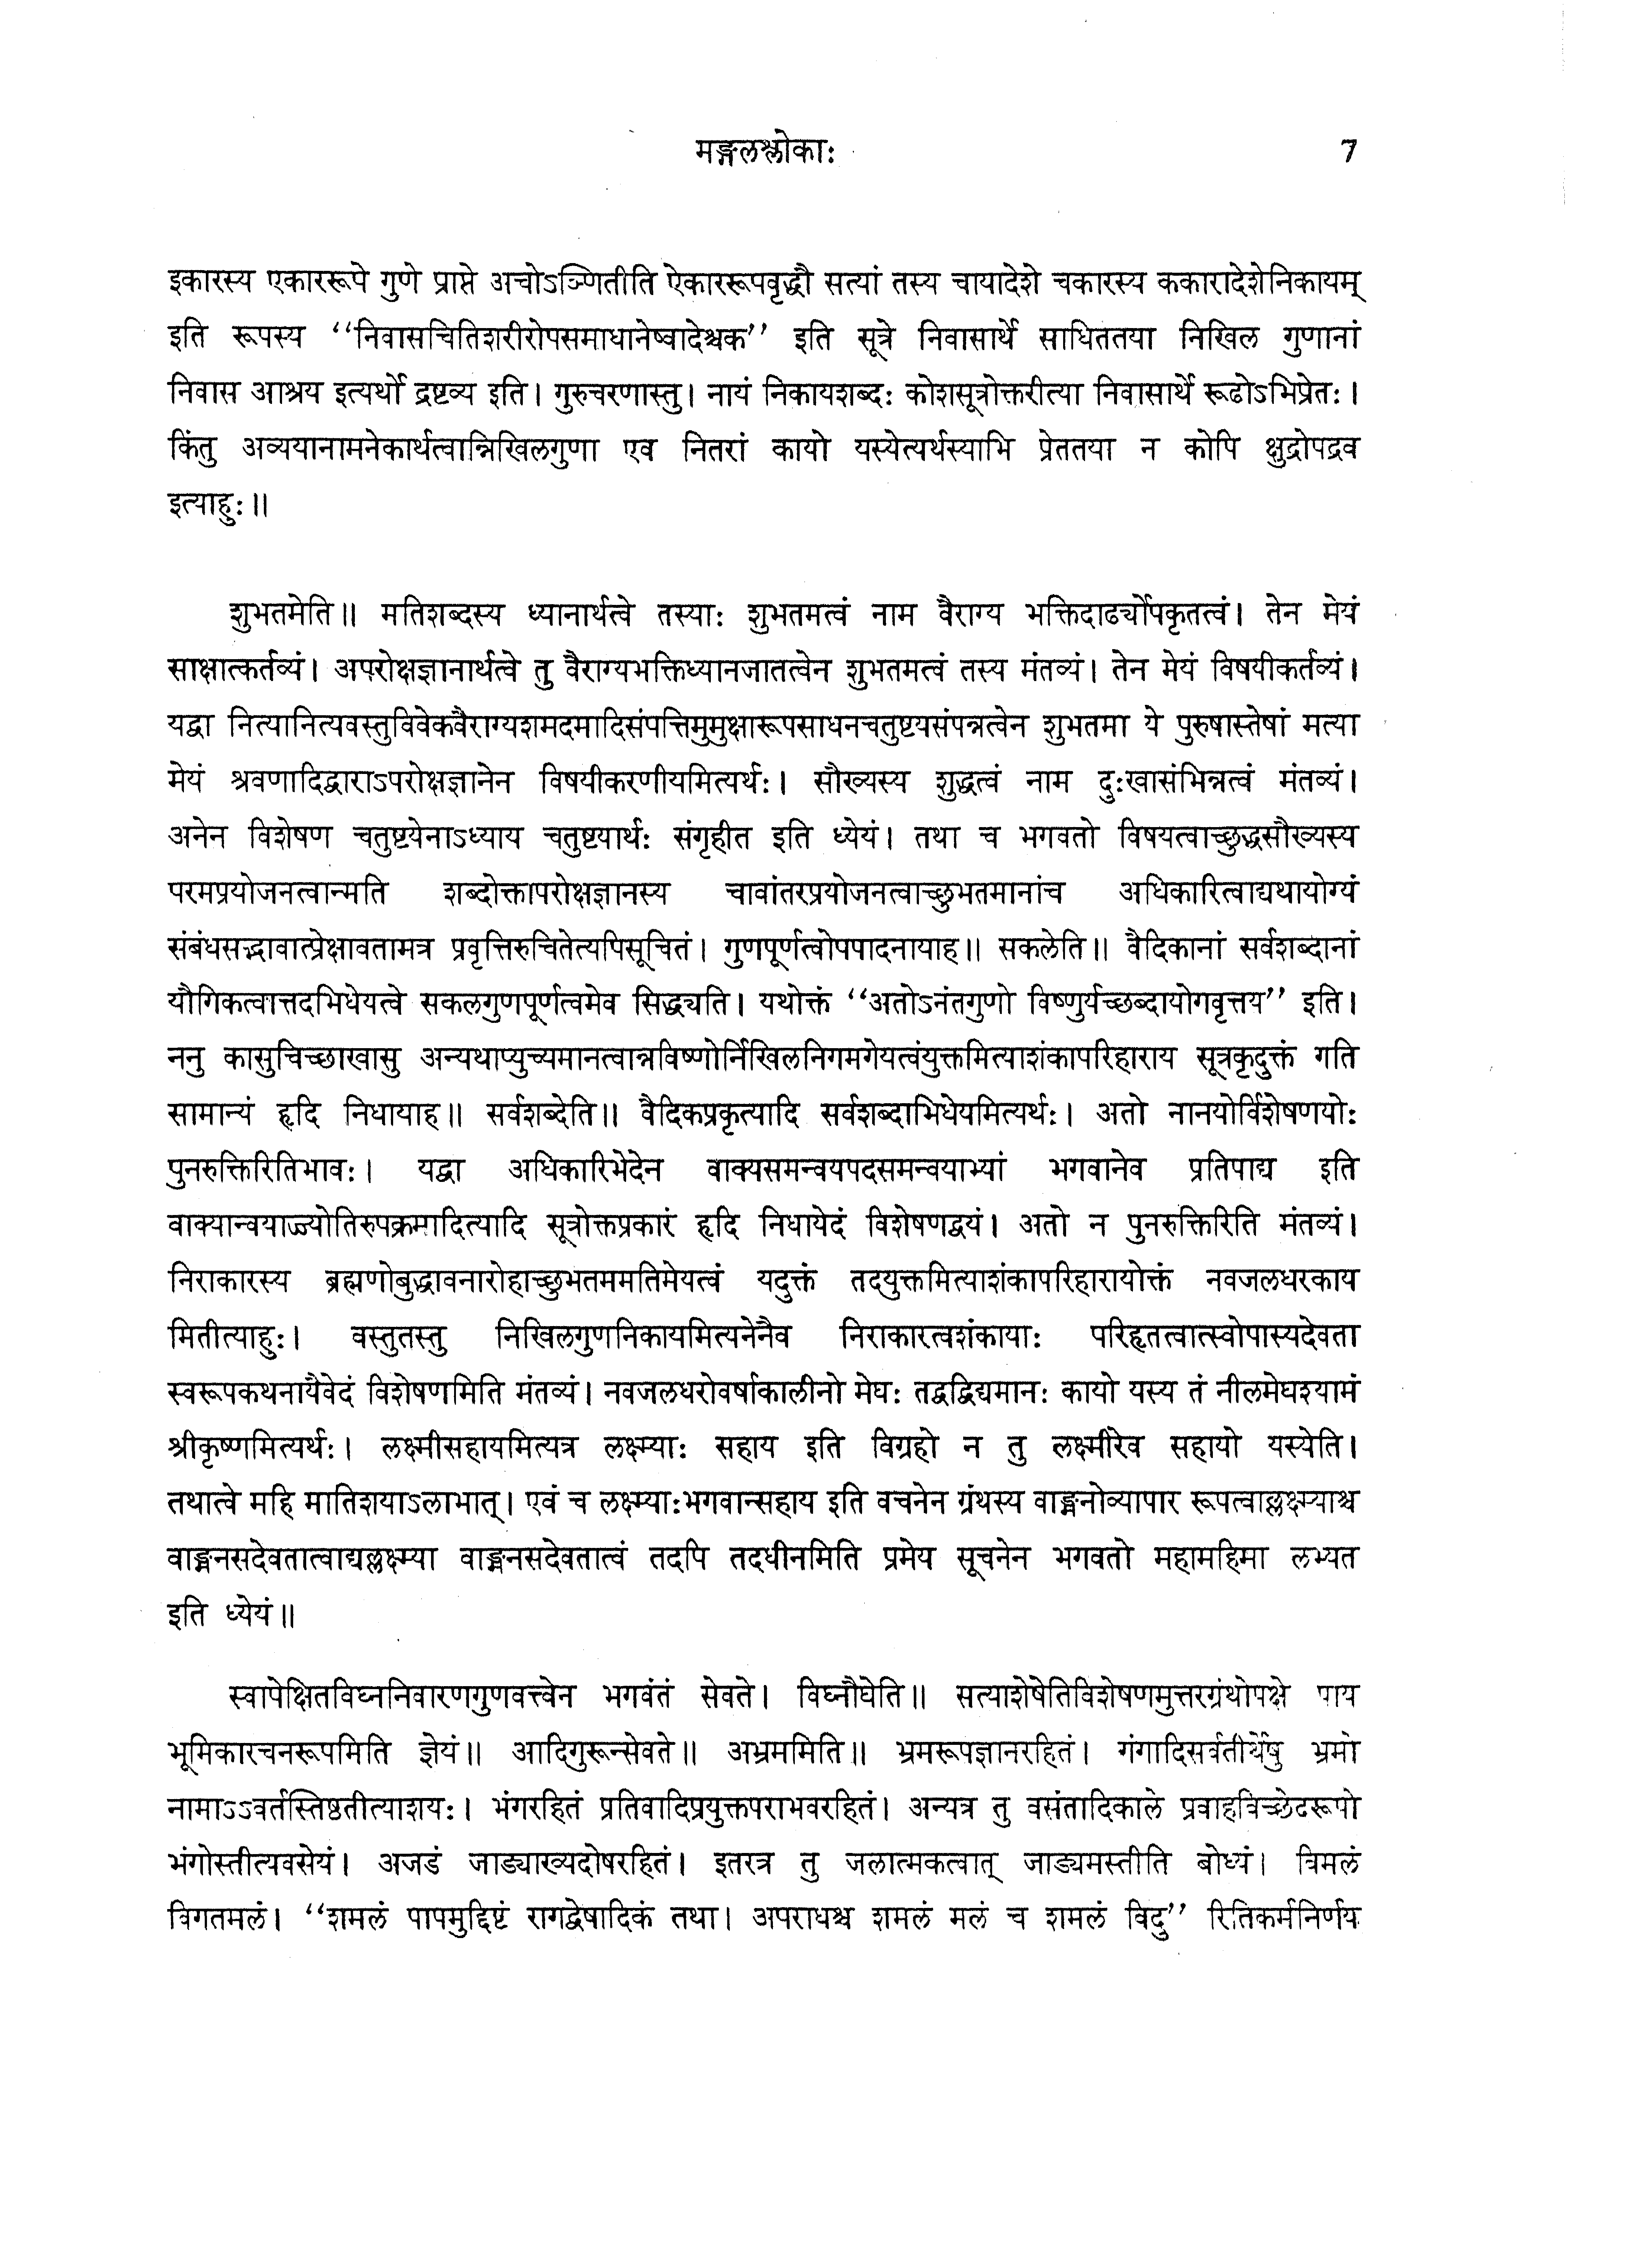 मङ्गलश्लोकाः
7
इकारस्य एकाररूपे गुणे प्राप्ते अचोऽञ्णितीति ऐकाररूपवृद्धौ सत्यां तस्य चायादेशे चकारस्य ककारादेशेनिकायम्
इति रूपस्य ‘‘निवासचितिशरीरोपसमाधानेष्वादेश्चक’’ इति सूत्रे निवासार्थे साधिततया निखिल गुणानां
निवास आश्रय इत्यर्थो द्रष्टव्य इति। गुरुचरणास्तु। नायं निकायशब्दः कोशसूत्रोक्तरीत्या निवासार्थे रूढोऽभिप्रेतः।
किंतु अव्ययानामनेकार्थत्वान्निखिलगुणा एव नितरां कायो यस्येत्यर्थस्याभि प्रेततया न कोपि क्षुद्रोपद्रव
इत्याहुः॥
शुभतमेति॥ मतिशब्दस्य ध्यानार्थत्वे तस्याः शुभतमत्वं नाम वैराग्य भक्तिदार्ढ्योपकृतत्वं। तेन मेयं
साक्षात्कर्तव्यं। अपरोक्षज्ञानार्थत्वे तु वैराग्यभक्तिध्यानजातत्वेन शुभतमत्वं तस्य मंतव्यं। तेन मेयं विषयीकर्तव्यं।
यद्वा नित्यानित्यवस्तुविवेकवैराग्यशमदमादिसंपत्तिमुमुक्षारूपसाधनचतुष्टयसंपन्नत्वेन शुभतमा ये पुरुषास्तेषां मत्या
मेयं श्रवणादिद्वाराऽपरोक्षज्ञानेन विषयीकरणीयमित्यर्थः। सौख्यस्य शुद्धत्वं नाम दुःखासंभिन्नत्वं मंतव्यं।
अनेन विशेषण चतुष्टयेनाऽध्याय चतुष्टयार्थः संगृहीत इति ध्येयं। तथा च भगवतो विषयत्वाच्छुद्धसौख्यस्य
परमप्रयोजनत्वान्मति शब्दोक्तापरोक्षज्ञानस्य चावांतरप्रयोजनत्वाच्छुभतमानांच अधिकारित्वाद्यथायोग्यं
संबंधसद्भावात्प्रेक्षावतामत्र प्रवृत्तिरुचितेत्यपिसूचितं। गुणपूर्णत्वोपपादनायाह॥ सकलेति॥ वैदिकानां सर्वशब्दानां
यौगिकत्वात्तदभिधेयत्वे सकलगुणपूर्णत्वमेव सिद्ध्यति। यथोक्तं ‘‘अतोऽनंतगुणो विष्णुर्यच्छब्दायोगवृत्तय’’ इति।
ननु कासुचिच्छाखासु अन्यथाप्युच्यमानत्वान्नविष्णोर्निखिलनिगमगेयत्वंयुक्तमित्याशंकापरिहाराय सूत्रकृदुक्तं गति
सामान्यं हृदि निधायाह॥ सर्वशब्देति॥ वैदिकप्रकृत्यादि सर्वशब्दाभिधेयमित्यर्थः। अतो नानयोर्विशेषणयोः
पुनरुक्तिरितिभावः। यद्वा अधिकारिभेदेन वाक्यसमन्वयपदसमन्वयाभ्यां भगवानेव प्रतिपाद्य इति
वाक्यान्वयाज्ज्योतिरुपक्रमादित्यादि सूत्रोक्तप्रकारं हृदि निधायेदं विशेषणद्वयं। अतो न पुनरुक्तिरिति मंतव्यं।
निराकारस्य ब्रह्मणोबुद्धावनारोहाच्छुभतममतिमेयत्वं यदुक्तं तदयुक्तमित्याशंकापरिहारायोक्तं नवजलधरकाय
मितीत्याहुः। वस्तुतस्तु निखिलगुणनिकायमित्यनेनैव निराकारत्वशंकायाः परिहृतत्वात्स्वोपास्यदेवता
स्वरूपकथनायैवेदं विशेषणमिति मंतव्यं। नवजलधरोवर्षाकालीनो मेघः तद्वद्विद्यमानः कायो यस्य तं नीलमेघश्यामं
श्रीकृष्णमित्यर्थः। लक्ष्मीसहायमित्यत्र लक्ष्म्याः सहाय इति विग्रहो न तु लक्ष्मीरेव सहायो यस्येति।
तथात्वे महि मातिशयाऽलाभात्। एवं च लक्ष्म्याःभगवान्सहाय इति वचनेन ग्रंथस्य वाङ्मनोव्यापार रूपत्वाल्लक्ष्म्याश्च
वाङ्मनसदेवतात्वाद्यल्लक्ष्म्या वाङ्मनसदेवतात्वं तदपि तदधीनमिति प्रमेय सूचनेन भगवतो महामहिमा लभ्यत
इति ध्येयं॥
स्वापेक्षितविघ्ननिवारणगुणवत्त्वेन भगवंतं सेवते। विघ्नौघेति॥ सत्याशेषेतिविशेषणमुत्तरग्रंथोपक्षे पाय
भूमिकारचनरूपमिति ज्ञेयं॥ आदिगुरून्सेवते॥ अभ्रममिति॥ भ्रमरूपज्ञानरहितं। गंगादिसर्वतीर्थेषु भ्रमो
नामाऽऽवर्तस्तिष्ठतीत्याशयः। भंगरहितं प्रतिवादिप्रयुक्तपराभवरहितं। अन्यत्र तु वसंतादिकाले प्रवाहविच्छेदरूपो
भंगोस्तीत्यवसेयं। अजडं जाड्याख्यदोषरहितं। इतरत्र तु जलात्मकत्वात् जाड्यमस्तीति बोध्यं। विमलं
विगतमलं। ‘‘शमलं पापमुद्दिष्टं रागद्वेषादिकं तथा। अपराधश्च शमलं मलं च शमलं विदु’’ रितिकर्मनिर्णय